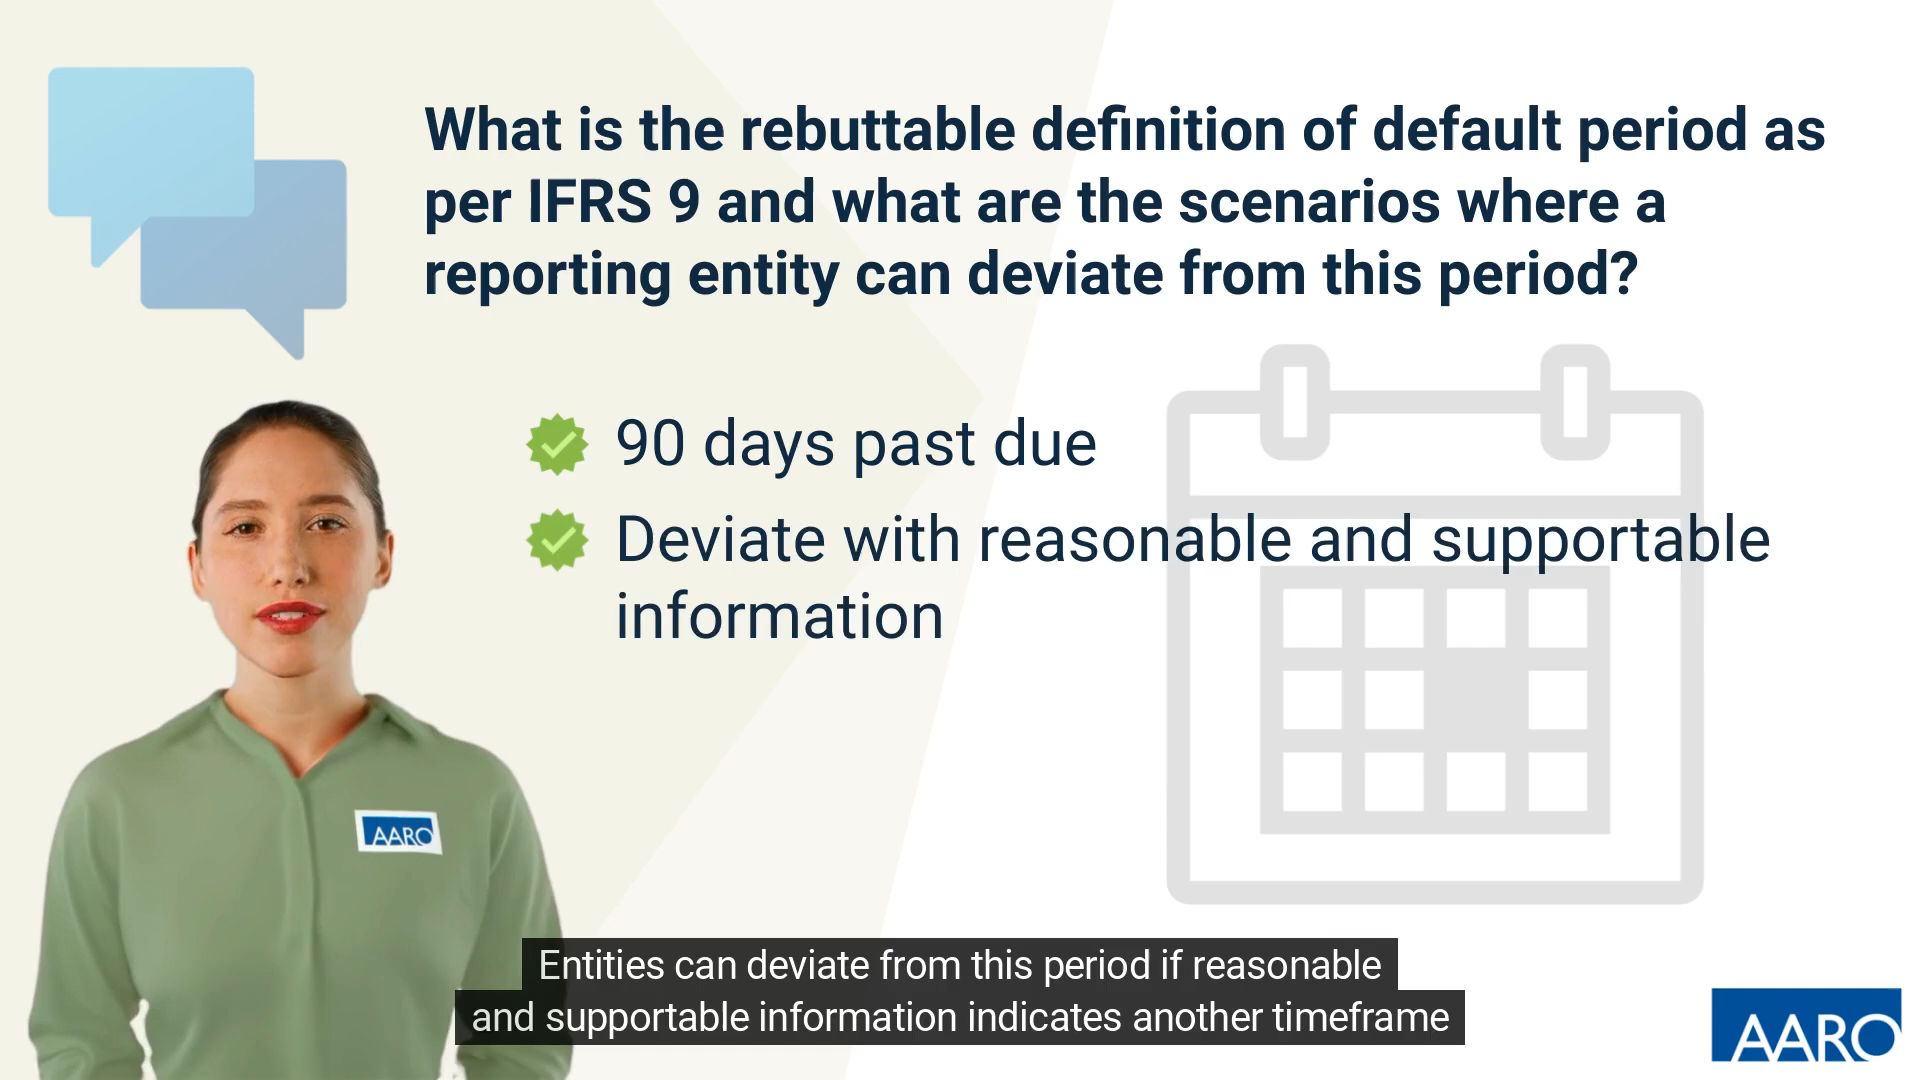 What is the rebuttable definition of default period as
per IFRS 9 and what are the scenarios where a
reporting entity can deviate from this period?
90 days past due
Deviate with reasonable and supportable
information
AARO
Entities can deviate from this period if reasonable
and supportable information indicates another timeframe
AARO